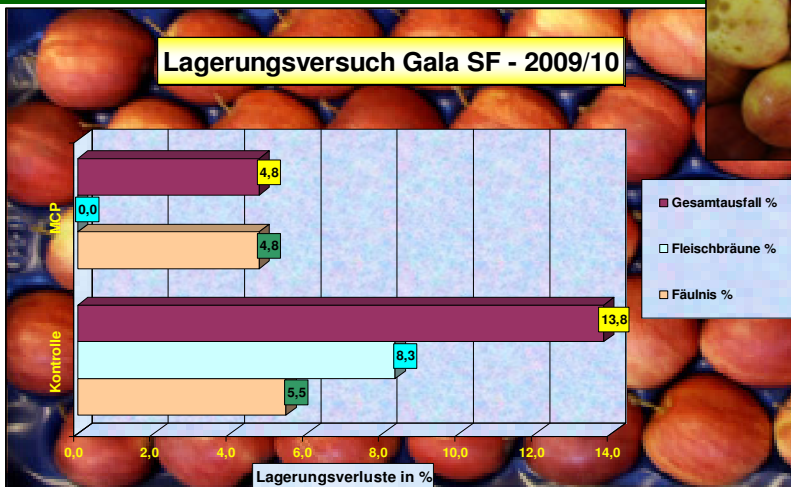 Lagerungsversuch Gala SF - 2009/10
MCP
4,8
0,0
4,8
Kontrolle
13,8
8,3
5,5
0,0 2,0 4,0 6,0 8,0 10,0 12,0 14,0
Lagerungsverluste in %
Gesamtausfall %
Fleischbräune %
Fäulnis %